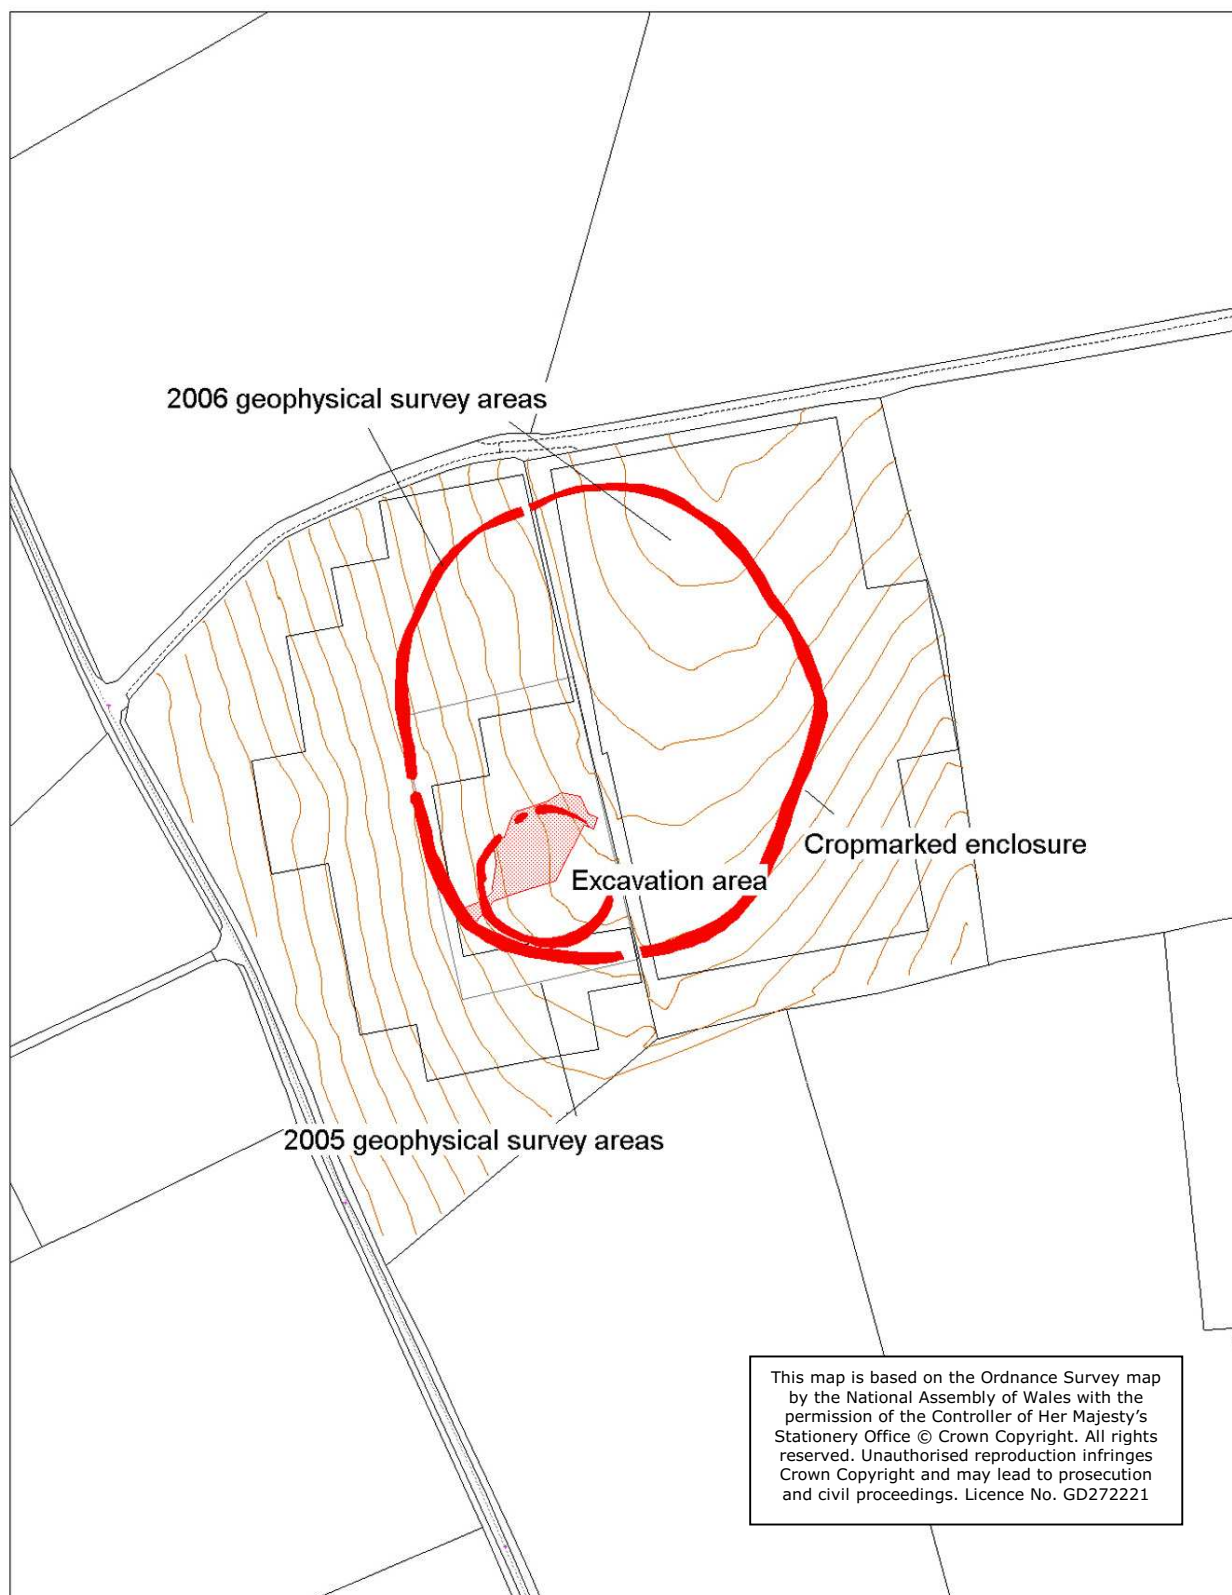 2006 geophysical survey areas
Cropmarked enclosure
Excavation area
2005 geophysical survey areas
This map is based on the Ordnance Survey map
by the National Assembly of Wales with the
permission of the Controller of Her Majesty’s
Stationery Office © Crown Copyright. All rights
reserved. Unauthorised reproduction infringes
Crown Copyright and may lead to prosecution
and civil proceedings. Licence No. GD272221